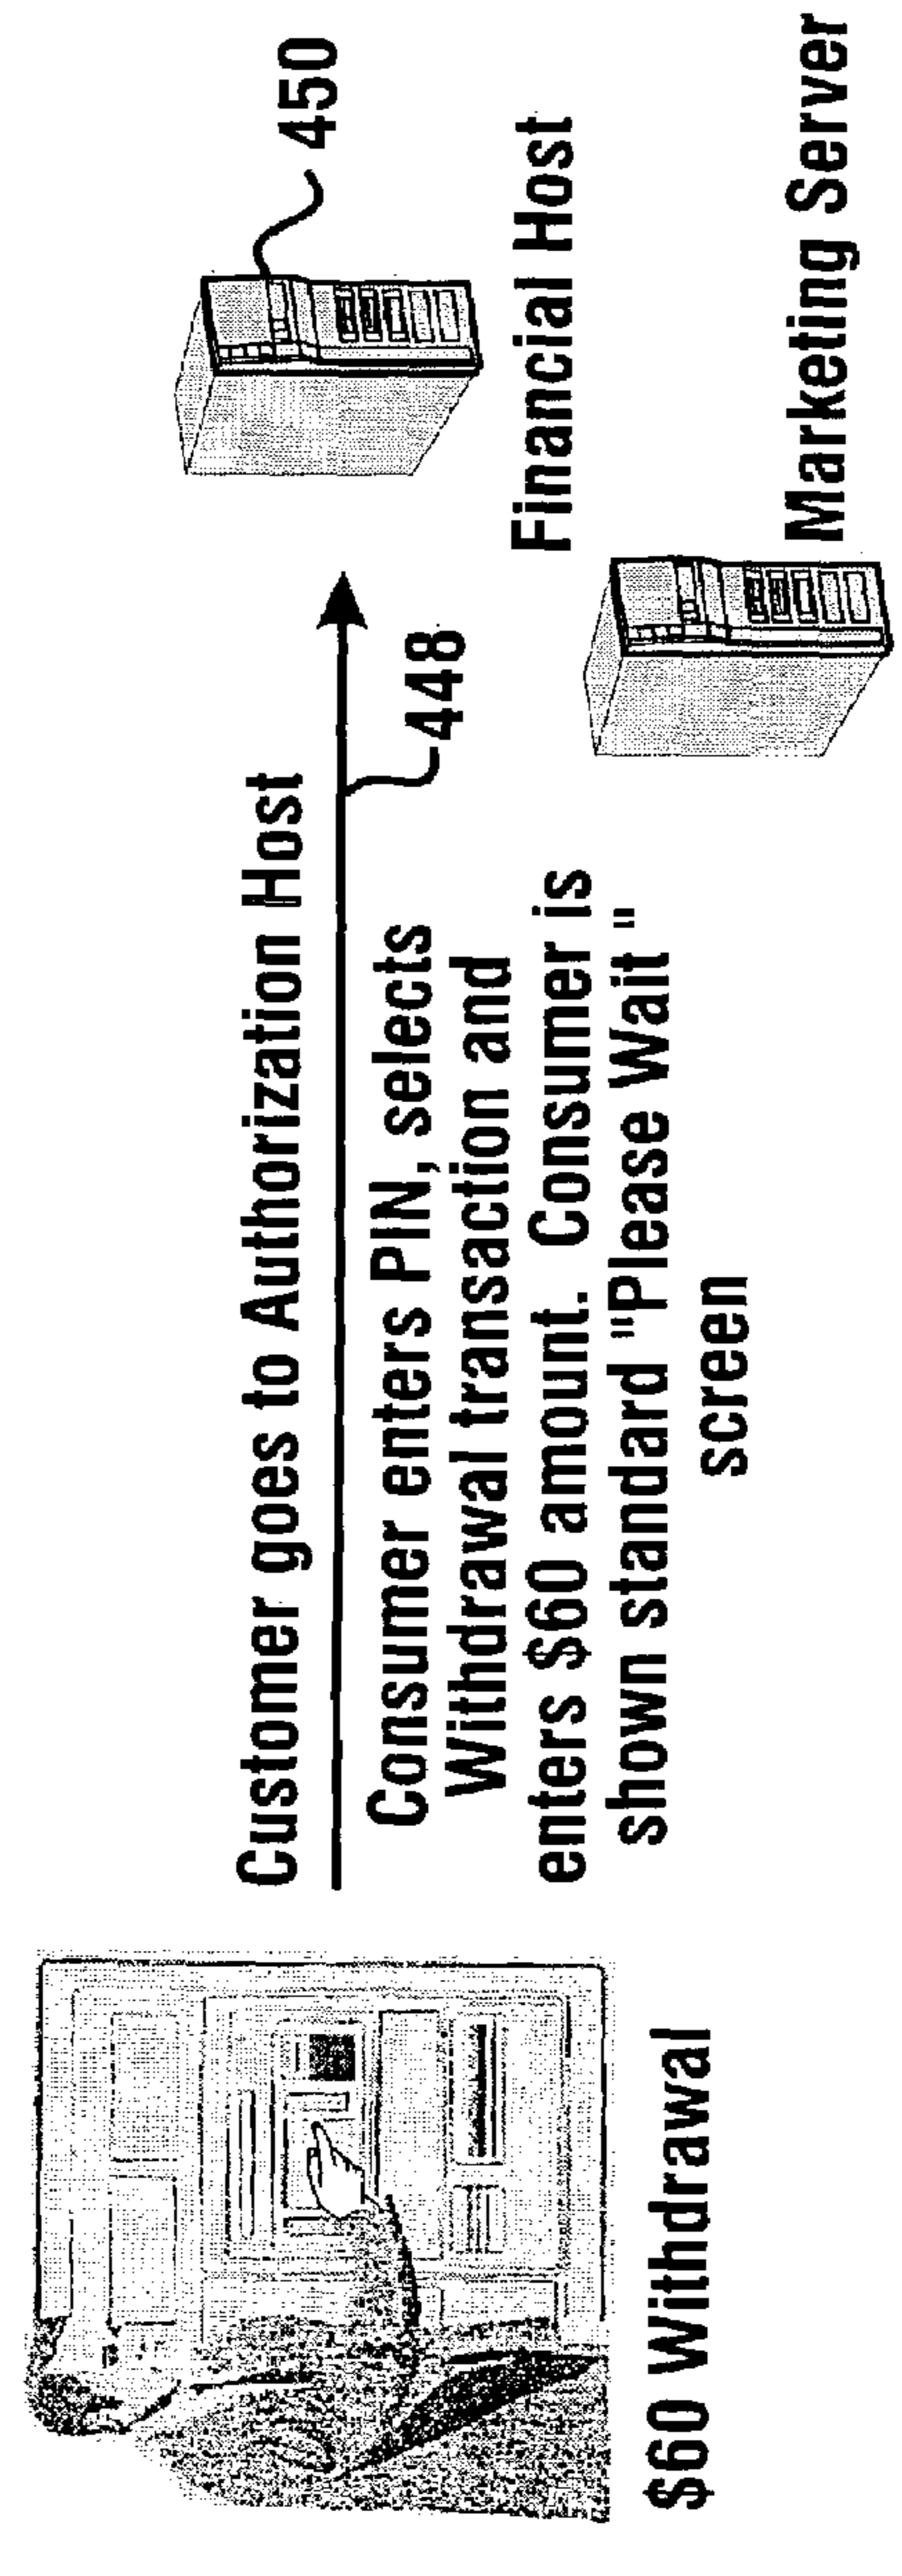 Customer goes to Authorization Host
450
448
Consumer enters PIN, selects
Withdrawal transaction and
enters $60 amount. Consumer is
shown standard "Please Wait "
screen
Financial Host
Marketing Server
$60 Withdrawal